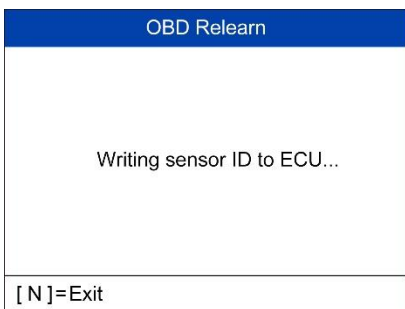 OBD Relearn
Writing sensor ID to ECU...
[ N ]=Exit